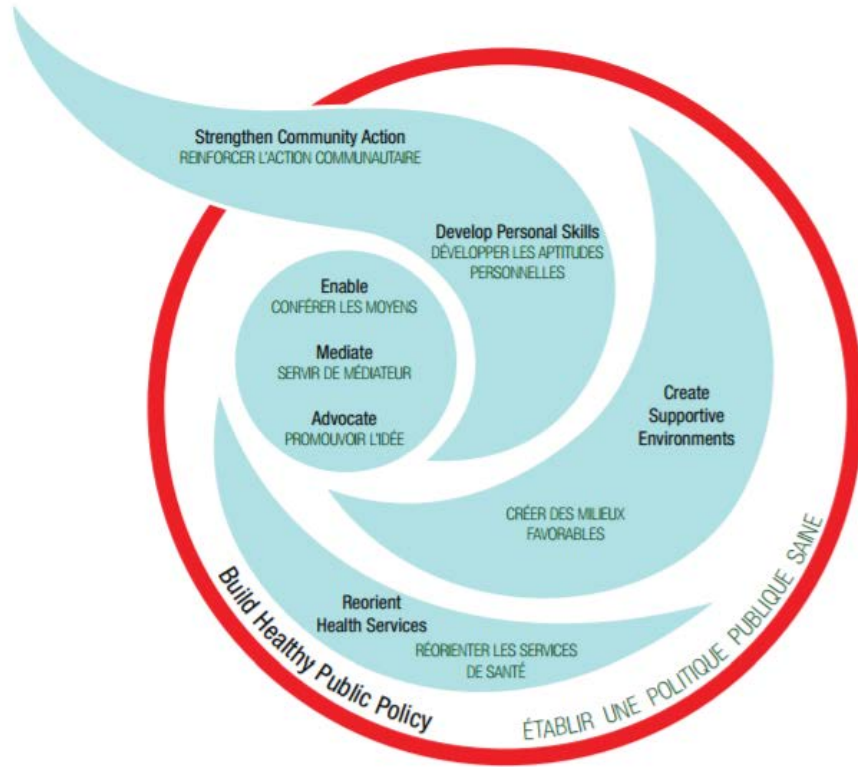 Strengthen Community Action
REINFORCER L'ACTION COMMUNAUTAIRE
Develop Personal Skills
DÉVELOPPER LES APTITUDES
PERSONNELLES
Enable
CONFÉRER LES MOYENS
Mediate
SERVIR DE MÉDIATEUR
Advocate
PROMOUVOIR L'IDÉE
Create
Supportive
Environments
CRÉER DES MILIEUX
FAVORABLES
Reorient
Health Services
RÉORIENTER LES SERVICES
DE SANTÉ
Build Healthy Public Policy
ÉTABLIR UNE POLITIQUE PUBLIQUE SAINE